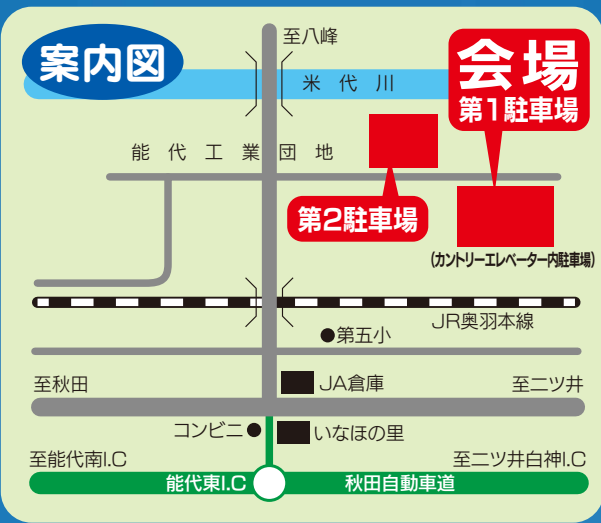 案内図
至八峰
会場
第1駐車場
米代川
能代工業団地
第2駐車場
(カントリーエレベーター内駐車場)
JR奥羽本線
●第五小
至秋田
JA倉庫
至二ツ井
コンビニ●
いなほの里
至能代南I.C
至二ツ井白神I.C
能代東I.C
秋田自動車道